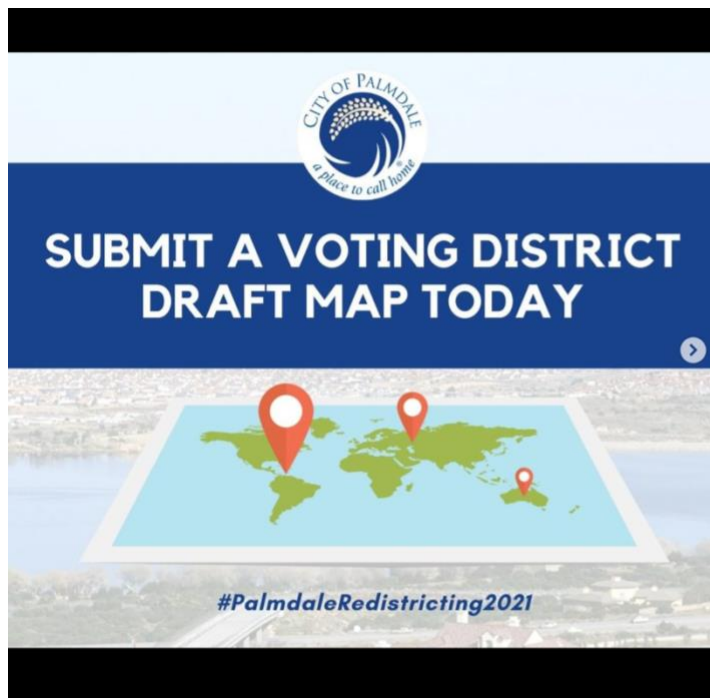 CITY OF PALMDALE
a place to call home
SUBMIT A VOTING DISTRICT
DRAFT MAP TODAY
#PalmdaleRedistricting2021